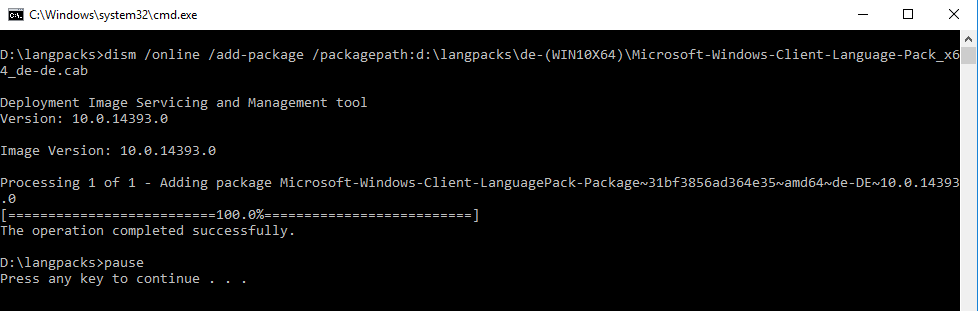 C:\Windows\system32\cmd.exe
D:\langpacks>dism /online /add-package /packagepath:d:\langpacks\de-(WIN10X64)\Microsoft-Windows-Client-Language-Pack_x6
4_de-de.cab
Deployment Image Servicing and Management tool
Version: 10.0.14393.0
Image Version: 10.0.14393.0
Processing 1 of 1 - Adding package Microsoft-Windows-Client-LanguagePack-Package~31bf3856ad364e35~amd64~de-DE~10.0.14393
.0
[==========================100.0%==========================]
The operation completed successfully.
D:\langpacks>pause
Press any key to continue . . .